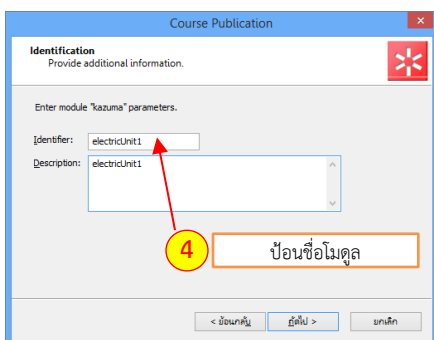 Course Publication
Identification
Provide additional information.
Enter module "kazuma" parameters.
Identifier: electricUnit1
Description: electricUnit1
4 ป้อนชื่อโมดูล
< ย้อนกลับ ถัดไป > ยกเลิก